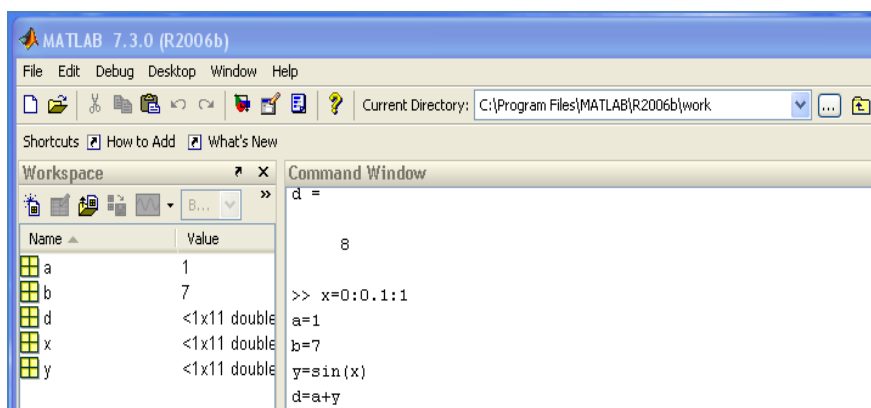 MATLAB 7.3.0 (R2006b)
File Edit Debug Desktop Window Help
Current Directory: C:\Program Files\MATLAB\R2006b\work
Shortcuts How to Add What's New
Workspace
B...
Name Value
a 1
b 7
d <1x11 double
x <1x11 double
y <1x11 double
Command Window
d =
8
>> x=0:0.1:1
a=1
b=7
y=sin(x)
d=a+y